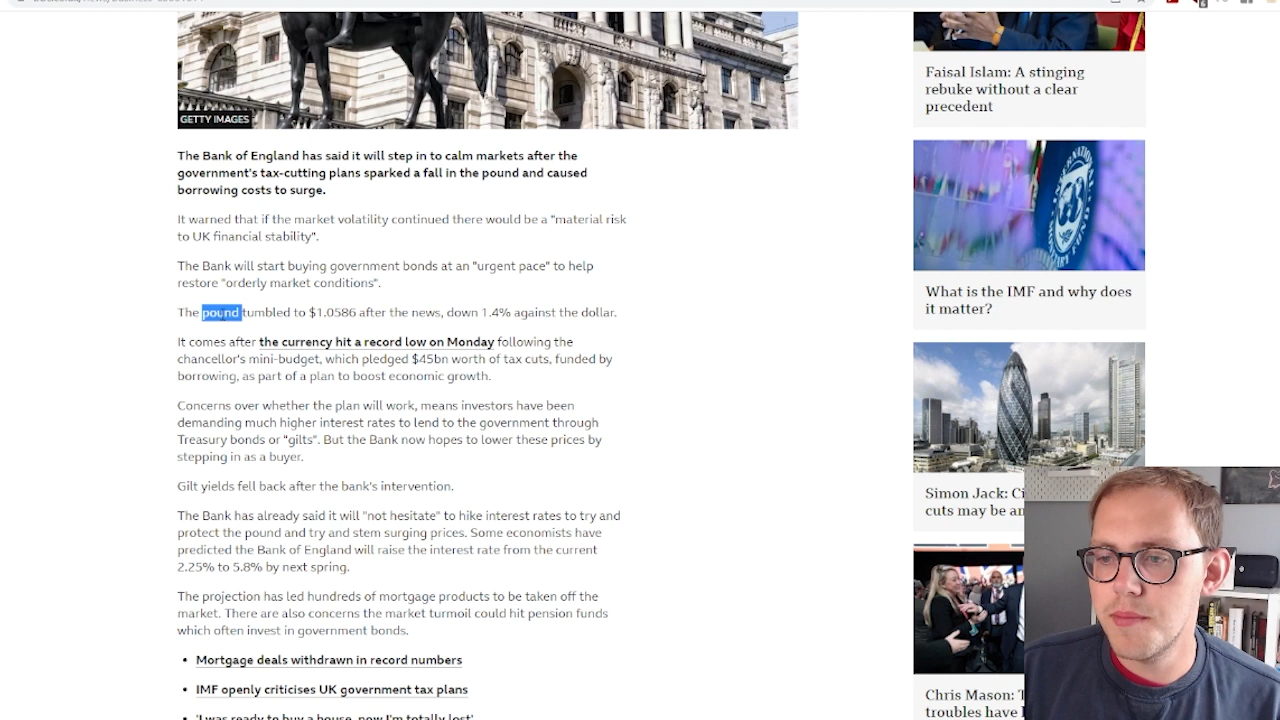 GETTY IMAGES
The Bank of England has said it will step in to calm markets after the
government's tax-cutting plans sparked a fall in the pound and caused
borrowing costs to surge.
It warned that if the market volatility continued there would be a "material risk
to UK financial stability".
The Bank will start buying government bonds at an "urgent pace" to help
restore "orderly market conditions".
The pound tumbled to $1.0586 after the news, down 1.4% against the dollar.
It comes after the currency hit a record low on Monday following the
chancellor's mini-budget, which pledged $45bn worth of tax cuts, funded by
borrowing, as part of a plan to boost economic growth.
Concerns over whether the plan will work, means investors have been
demanding much higher interest rates to lend to the government through
Treasury bonds or "gilts". But the Bank now hopes to lower these prices by
stepping in as a buyer.
Gilt yields fell back after the bank's intervention.
The Bank has already said it will "not hesitate" to hike interest rates to try and
protect the pound and try and stem surging prices. Some economists have
predicted the Bank of England will raise the interest rate from the current
2.25% to 5.8% by next spring.
The projection has led hundreds of mortgage products to be taken off the
market. There are also concerns the market turmoil could hit pension funds
which often invest in government bonds.
• Mortgage deals withdrawn in record numbers
• IMF openly criticises UK government tax plans
• 'I was ready to buy a house, now I'm totally lost'
Faisal Islam: A stinging
rebuke without a clear
precedent
What is the IMF and why does
it matter?
Simon Jack: Ci
cuts may be an
Chris Mason: T
troubles have